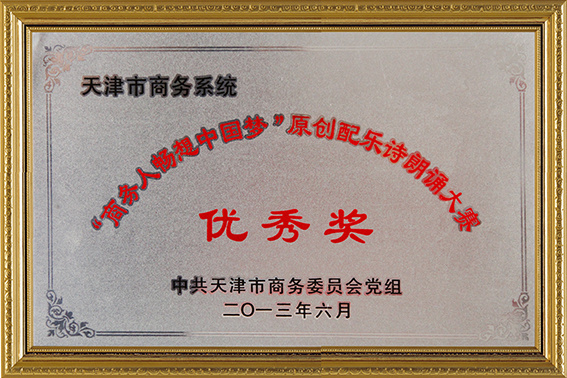 天津市商务系统
“商务人畅想中国梦”原创配乐诗朗诵大赛
优秀奖
中共天津市商务委员会党组
二〇一三年六月